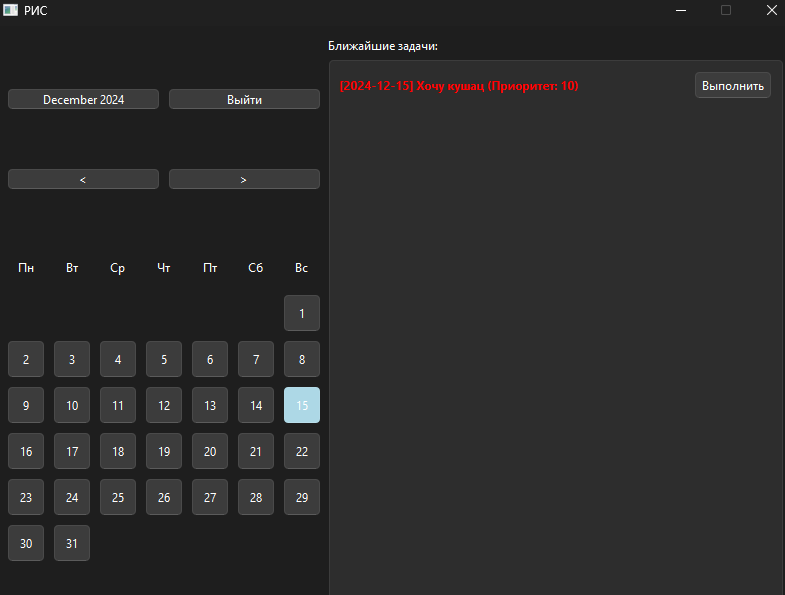 РИС
Ближайшие задачи:
December 2024 Выйти
[2024-12-15] Хочу кушац (Приоритет: 10) Выполнить
< >
Пн Вт Ср Чт Пт Сб Вс
1
2 3 4 5 6 7 8
9 10 11 12 13 14 15
16 17 18 19 20 21 22
23 24 25 26 27 28 29
30 31